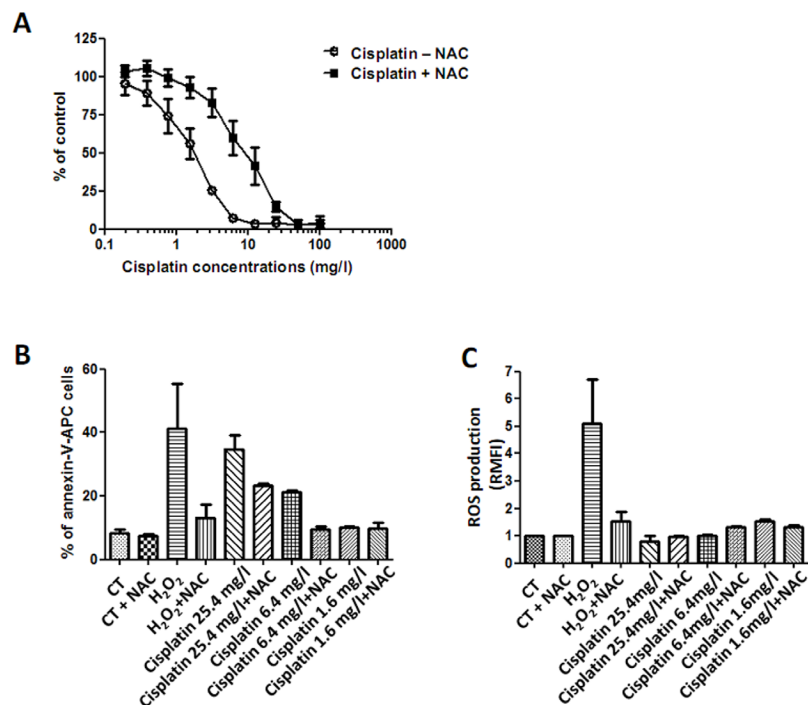 A
Cisplatin – NAC
Cisplatin + NAC
% of control
125
100
75
50
25
0
0.1
1
10
100
1000
Cisplatin concentrations (mg/l)
B
% of annexin-V-APC cells
60
40
20
0
CT
CT + NAC
H₂O₂
H₂O₂+NAC
Cisplatin 25.4 mg/l
Cisplatin 25.4 mg/l+NAC
Cisplatin 6.4 mg/l
Cisplatin 6.4 mg/l+NAC
Cisplatin 1.6 mg/l
Cisplatin 1.6 mg/l+NAC
C
ROS production
(RMFI)
7
6
5
4
3
2
1
0
CT
CT + NAC
H₂O₂
H₂O₂+NAC
Cisplatin 25.4mg/l
Cisplatin 25.4mg/l+NAC
Cisplatin 6.4mg/l
Cisplatin 6.4mg/l+NAC
Cisplatin 1.6mg/l
Cisplatin 1.6mg/l+NAC